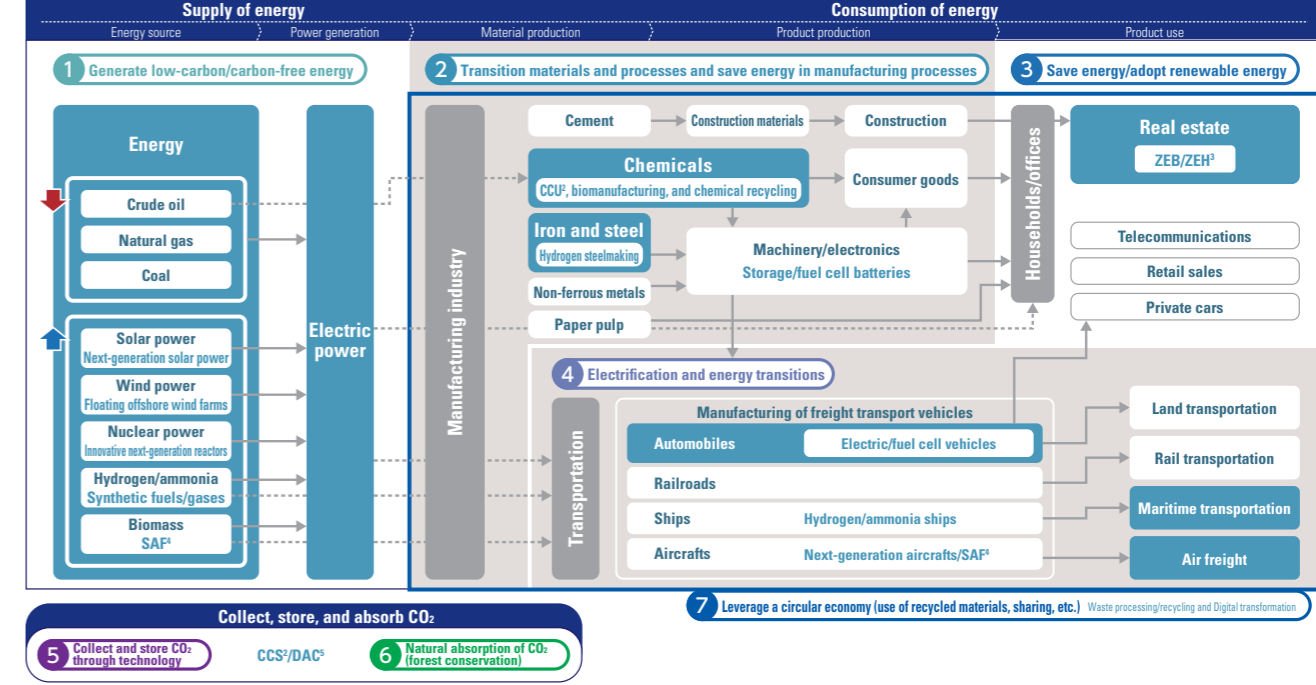 Supply of energy
Consumption of energy
Energy source
Power generation
Material production
Product production
Product use
1 Generate low-carbon/carbon-free energy
2 Transition materials and processes and save energy in manufacturing processes
3 Save energy/adopt renewable energy
Energy
Crude oil
Natural gas
Coal
Solar power
Next-generation solar power
Wind power
Floating offshore wind farms
Nuclear power
Innovative next-generation reactors
Hydrogen/ammonia
Synthetic fuels/gases
Biomass
SAF⁶
Electric
power
Manufacturing industry
Cement
Construction materials
Construction
Chemicals
CCU², biomanufacturing, and chemical recycling
Consumer goods
Iron and steel
Hydrogen steelmaking
Machinery/electronics
Storage/fuel cell batteries
Non-ferrous metals
Paper pulp
Households/offices
Real estate
ZEB/ZEH³
Telecommunications
Retail sales
Private cars
4 Electrification and energy transitions
Transportation
Manufacturing of freight transport vehicles
Automobiles
Electric/fuel cell vehicles
Railroads
Ships
Hydrogen/ammonia ships
Aircrafts
Next-generation aircrafts/SAF⁶
Land transportation
Rail transportation
Maritime transportation
Air freight
7 Leverage a circular economy (use of recycled materials, sharing, etc.) Waste processing/recycling and Digital transformation
Collect, store, and absorb CO₂
5 Collect and store CO₂
through technology
CCS²/DAC⁵
6 Natural absorption of CO₂
(forest conservation)